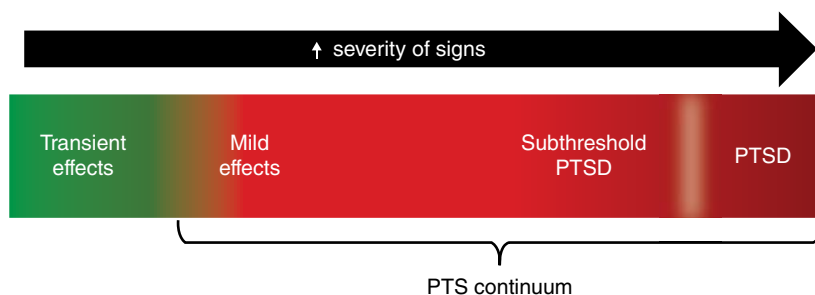 ↑ severity of signs
Transient
effects
Mild
effects
Subthreshold
PTSD
PTSD
PTS continuum